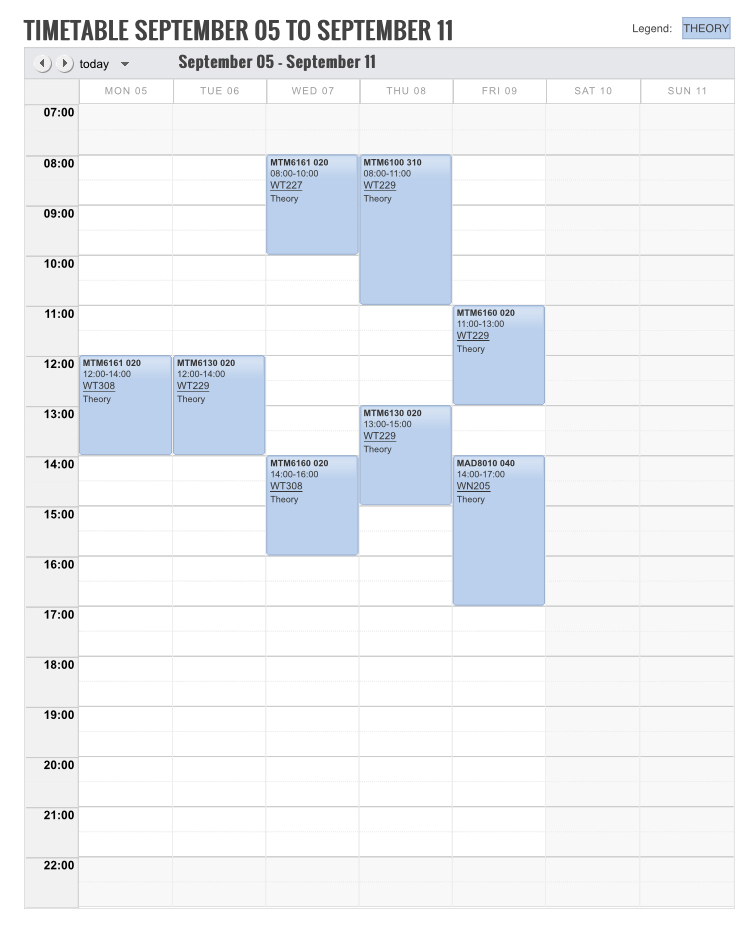 TIMETABLE SEPTEMBER 05 TO SEPTEMBER 11
Legend: THEORY
today September 05 - September 11
MON 05 TUE 06 WED 07 THU 08 FRI 09 SAT 10 SUN 11
07:00
08:00
MTM6161 020
08:00-10:00
WT227
Theory
MTM6100 310
08:00-11:00
WT229
Theory
09:00
10:00
11:00
MTM6160 020
11:00-13:00
WT229
Theory
12:00
MTM6161 020
12:00-14:00
WT308
Theory
MTM6130 020
12:00-14:00
WT229
Theory
13:00
MTM6130 020
13:00-15:00
WT229
Theory
14:00
MTM6160 020
14:00-16:00
WT308
Theory
MAD8010 040
14:00-17:00
WN205
Theory
15:00
16:00
17:00
18:00
19:00
20:00
21:00
22:00